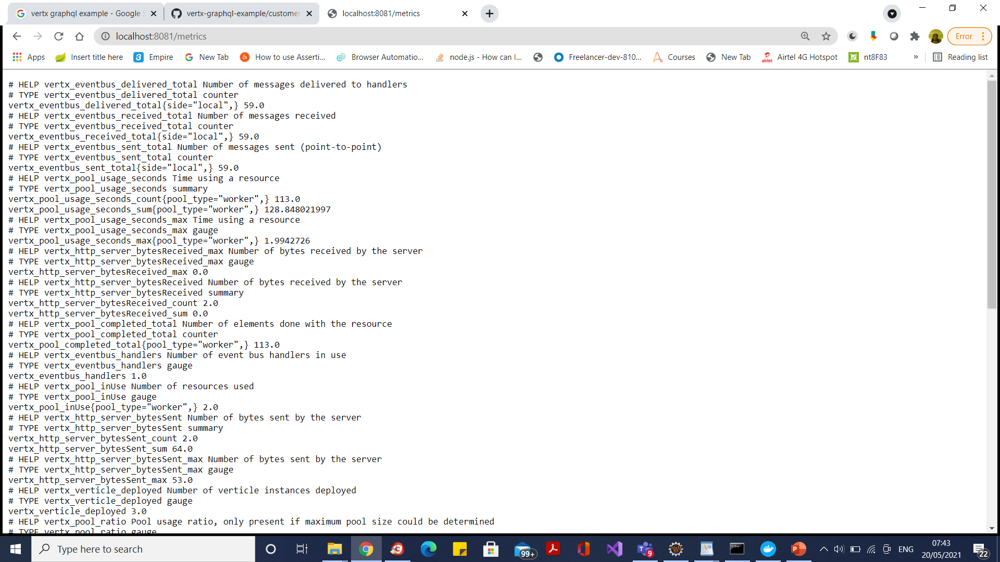 vertx graphql example - Google S
vertx-graphql-example/customer
localhost:8081/metrics
localhost:8081/metrics
Error
Apps
Insert title here
Empire
New Tab
How to use Asserti...
Browser Automatio...
node.js - How can I...
Freelancer-dev-810...
Courses
New Tab
airtel
Airtel 4G Hotspot
nt8F83
»
Reading list
# HELP vertx_eventbus_delivered_total Number of messages delivered to handlers
# TYPE vertx_eventbus_delivered_total counter
vertx_eventbus_delivered_total{side="local",} 59.0
# HELP vertx_eventbus_received_total Number of messages received
# TYPE vertx_eventbus_received_total counter
vertx_eventbus_received_total{side="local",} 59.0
# HELP vertx_eventbus_sent_total Number of messages sent (point-to-point)
# TYPE vertx_eventbus_sent_total counter
vertx_eventbus_sent_total{side="local",} 59.0
# HELP vertx_pool_usage_seconds Time using a resource
# TYPE vertx_pool_usage_seconds summary
vertx_pool_usage_seconds_count{pool_type="worker",} 113.0
vertx_pool_usage_seconds_sum{pool_type="worker",} 128.848021997
# HELP vertx_pool_usage_seconds_max Time using a resource
# TYPE vertx_pool_usage_seconds_max gauge
vertx_pool_usage_seconds_max{pool_type="worker",} 1.9942726
# HELP vertx_http_server_bytesReceived_max Number of bytes received by the server
# TYPE vertx_http_server_bytesReceived_max gauge
vertx_http_server_bytesReceived_max 0.0
# HELP vertx_http_server_bytesReceived Number of bytes received by the server
# TYPE vertx_http_server_bytesReceived summary
vertx_http_server_bytesReceived_count 2.0
vertx_http_server_bytesReceived_sum 0.0
# HELP vertx_pool_completed_total Number of elements done with the resource
# TYPE vertx_pool_completed_total counter
vertx_pool_completed_total{pool_type="worker",} 113.0
# HELP vertx_eventbus_handlers Number of event bus handlers in use
# TYPE vertx_eventbus_handlers gauge
vertx_eventbus_handlers 1.0
# HELP vertx_pool_inUse Number of resources used
# TYPE vertx_pool_inUse gauge
vertx_pool_inUse{pool_type="worker",} 2.0
# HELP vertx_http_server_bytesSent Number of bytes sent by the server
# TYPE vertx_http_server_bytesSent summary
vertx_http_server_bytesSent_count 2.0
vertx_http_server_bytesSent_sum 64.0
# HELP vertx_http_server_bytesSent_max Number of bytes sent by the server
# TYPE vertx_http_server_bytesSent_max gauge
vertx_http_server_bytesSent_max 53.0
# HELP vertx_verticle_deployed Number of verticle instances deployed
# TYPE vertx_verticle_deployed gauge
vertx_verticle_deployed 3.0
# HELP vertx_pool_ratio Pool usage ratio, only present if maximum pool size could be determined
# TYPE vertx_pool_ratio gauge
Type here to search
99+
9
ENG
07:43
20/05/2021
22